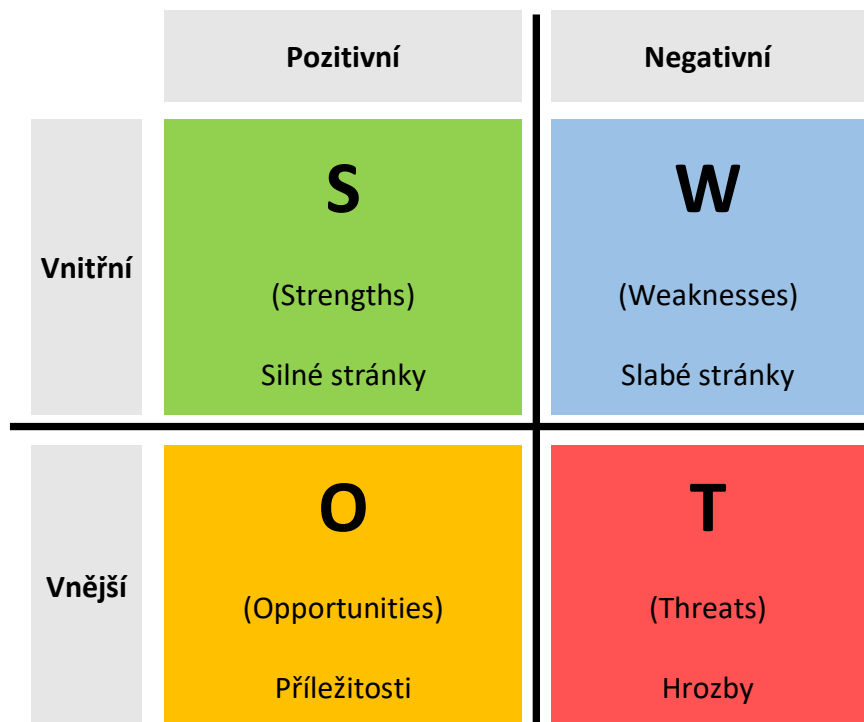 Pozitivní
Negativní
Vnitřní
S
(Strengths)
Silné stránky
W
(Weaknesses)
Slabé stránky
Vnější
O
(Opportunities)
Příležitosti
T
(Threats)
Hrozby